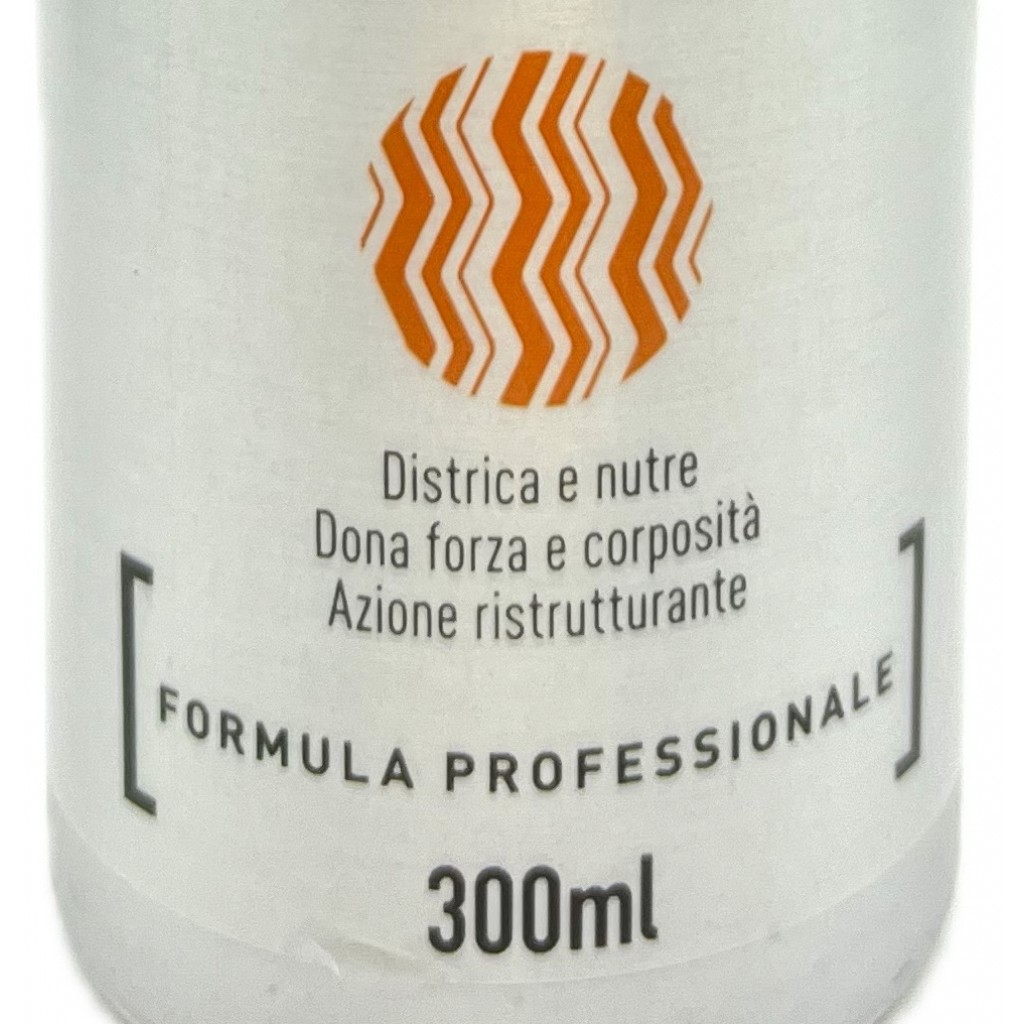 Districa e nutre
Dona forza e corposità
Azione ristrutturante
FORMULA PROFESSIONALE
300ml